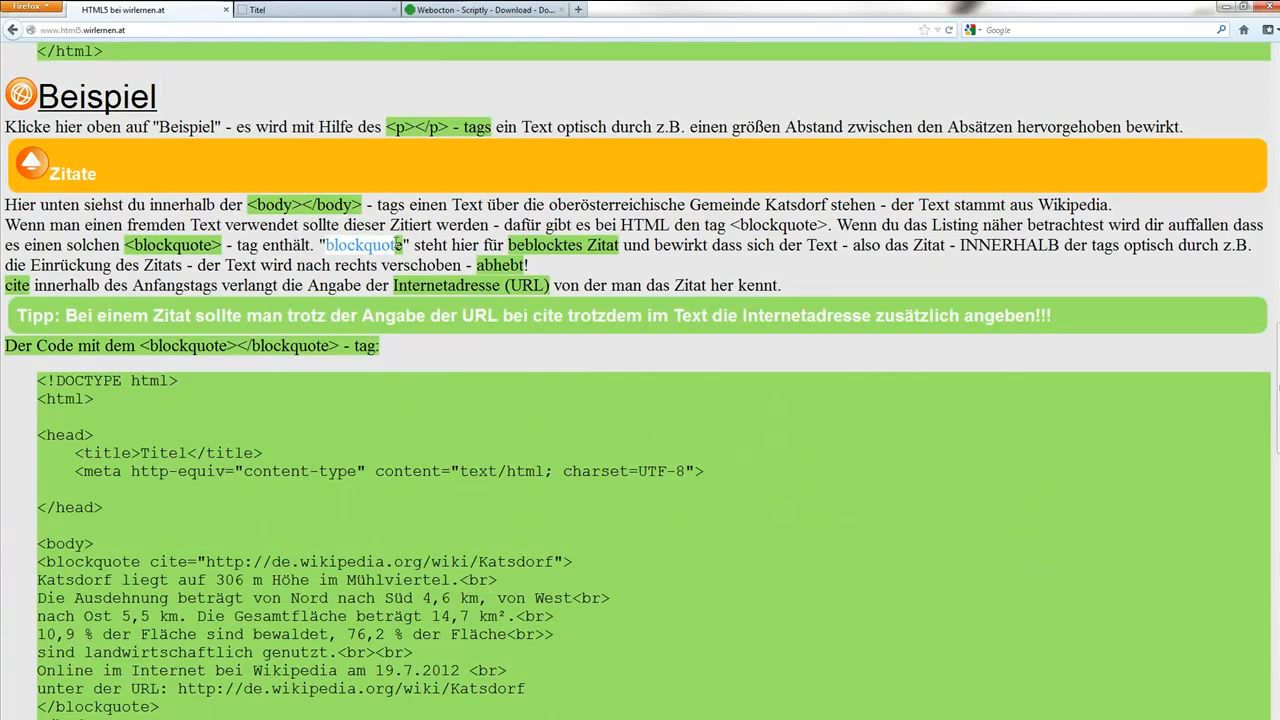 Firefox
HTML5 bei wirlernen.at
Titel
Webocton - Scriptly - Download - Do...
www.html5.wirlernen.at
Google
</html>
Beispiel
Klicke hier oben auf "Beispiel" - es wird mit Hilfe des <p></p> - tags ein Text optisch durch z.B. einen größen Abstand zwischen den Absätzen hervorgehoben bewirkt.
Zitate
Hier unten siehst du innerhalb der <body></body> - tags einen Text über die oberösterreichische Gemeinde Katsdorf stehen - der Text stammt aus Wikipedia.
Wenn man einen fremden Text verwendet sollte dieser Zitiert werden - dafür gibt es bei HTML den tag <blockquote>. Wenn du das Listing näher betrachtest wird dir auffallen dass
es einen solchen <blockquote> - tag enthält. "blockquote" steht hier für beblocktes Zitat und bewirkt dass sich der Text - also das Zitat - INNERHALB der tags optisch durch z.B.
die Einrückung des Zitats - der Text wird nach rechts verschoben - abhebt!
cite innerhalb des Anfangstags verlangt die Angabe der Internetadresse (URL) von der man das Zitat her kennt.
Tipp: Bei einem Zitat sollte man trotz der Angabe der URL bei cite trotzdem im Text die Internetadresse zusätzlich angeben!!!
Der Code mit dem <blockquote></blockquote> - tag:
<!DOCTYPE html>
<html>
<head>
<title>Titel</title>
<meta http-equiv="content-type" content="text/html; charset=UTF-8">
</head>
<body>
<blockquote cite="http://de.wikipedia.org/wiki/Katsdorf">
Katsdorf liegt auf 306 m Höhe im Mühlviertel.<br>
Die Ausdehnung beträgt von Nord nach Süd 4,6 km, von West<br>
nach Ost 5,5 km. Die Gesamtfläche beträgt 14,7 km².<br>
10,9 % der Fläche sind bewaldet, 76,2 % der Fläche<br>>
sind landwirtschaftlich genutzt.<br><br>
Online im Internet bei Wikipedia am 19.7.2012 <br>
unter der URL: http://de.wikipedia.org/wiki/Katsdorf
</blockquote>